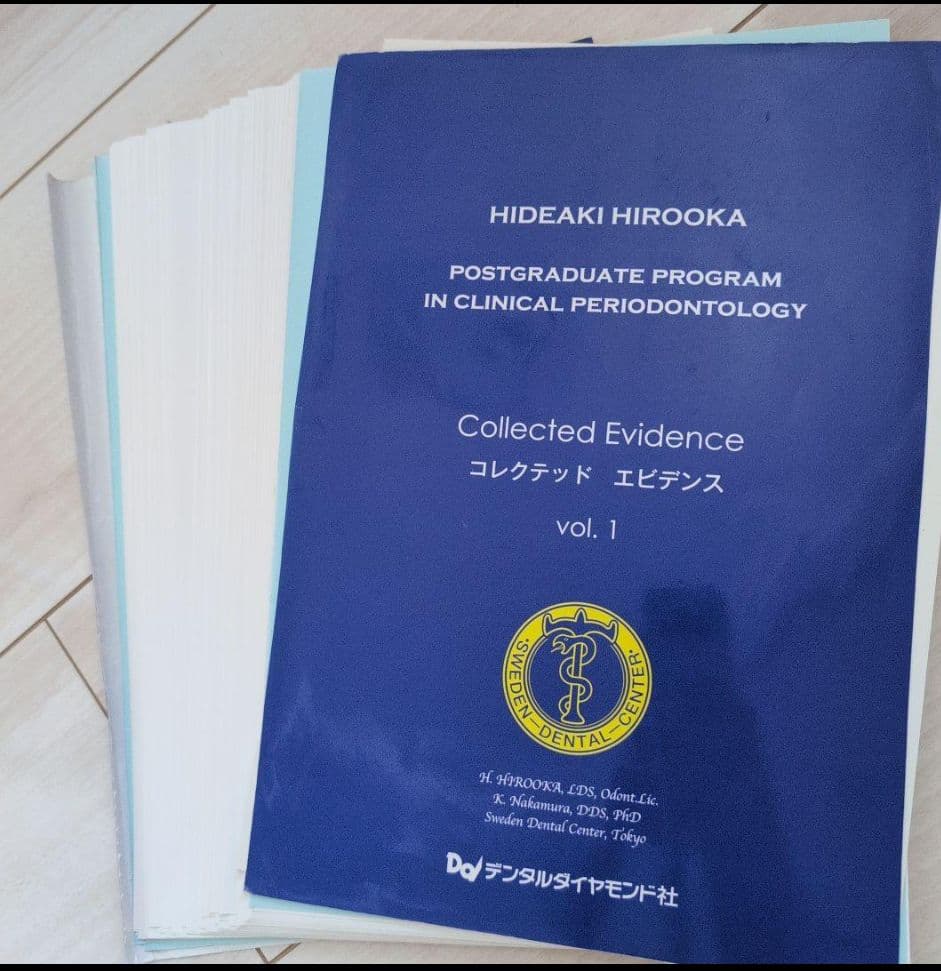 HIDEAKI HIROOKA
POSTGRADUATE PROGRAM
IN CLINICAL PERIODONTOLOGY
Collected Evidence
コレクテッド エビデンス
vol. 1
·SWEDEN—DENTAL—CENTER·
H. HIROOKA, LDS, Odont.Lic.
K. Nakamura, DDS, PhD
Sweden Dental Center, Tokyo
DD デンタルダイヤモンド社